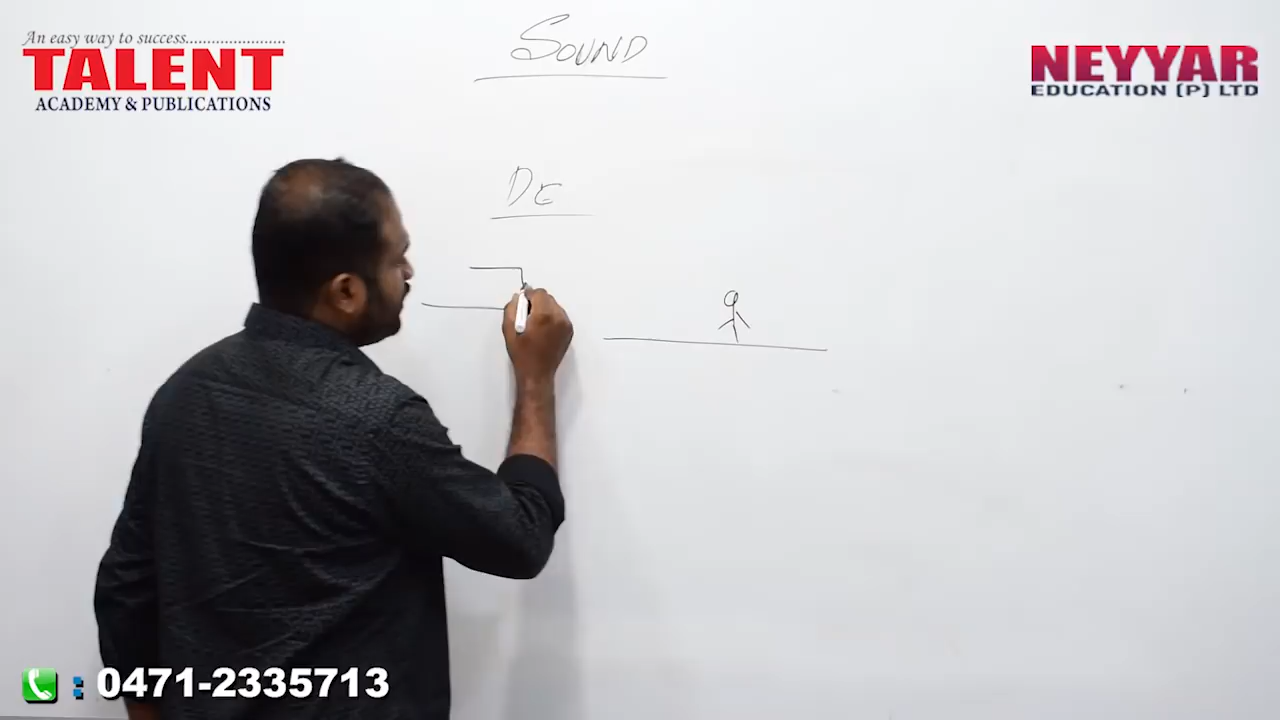 An easy way to success.......................
TALENT
ACADEMY & PUBLICATIONS
SOUND
NEYYAR
EDUCATION (P) LTD
DE
: 0471-2335713